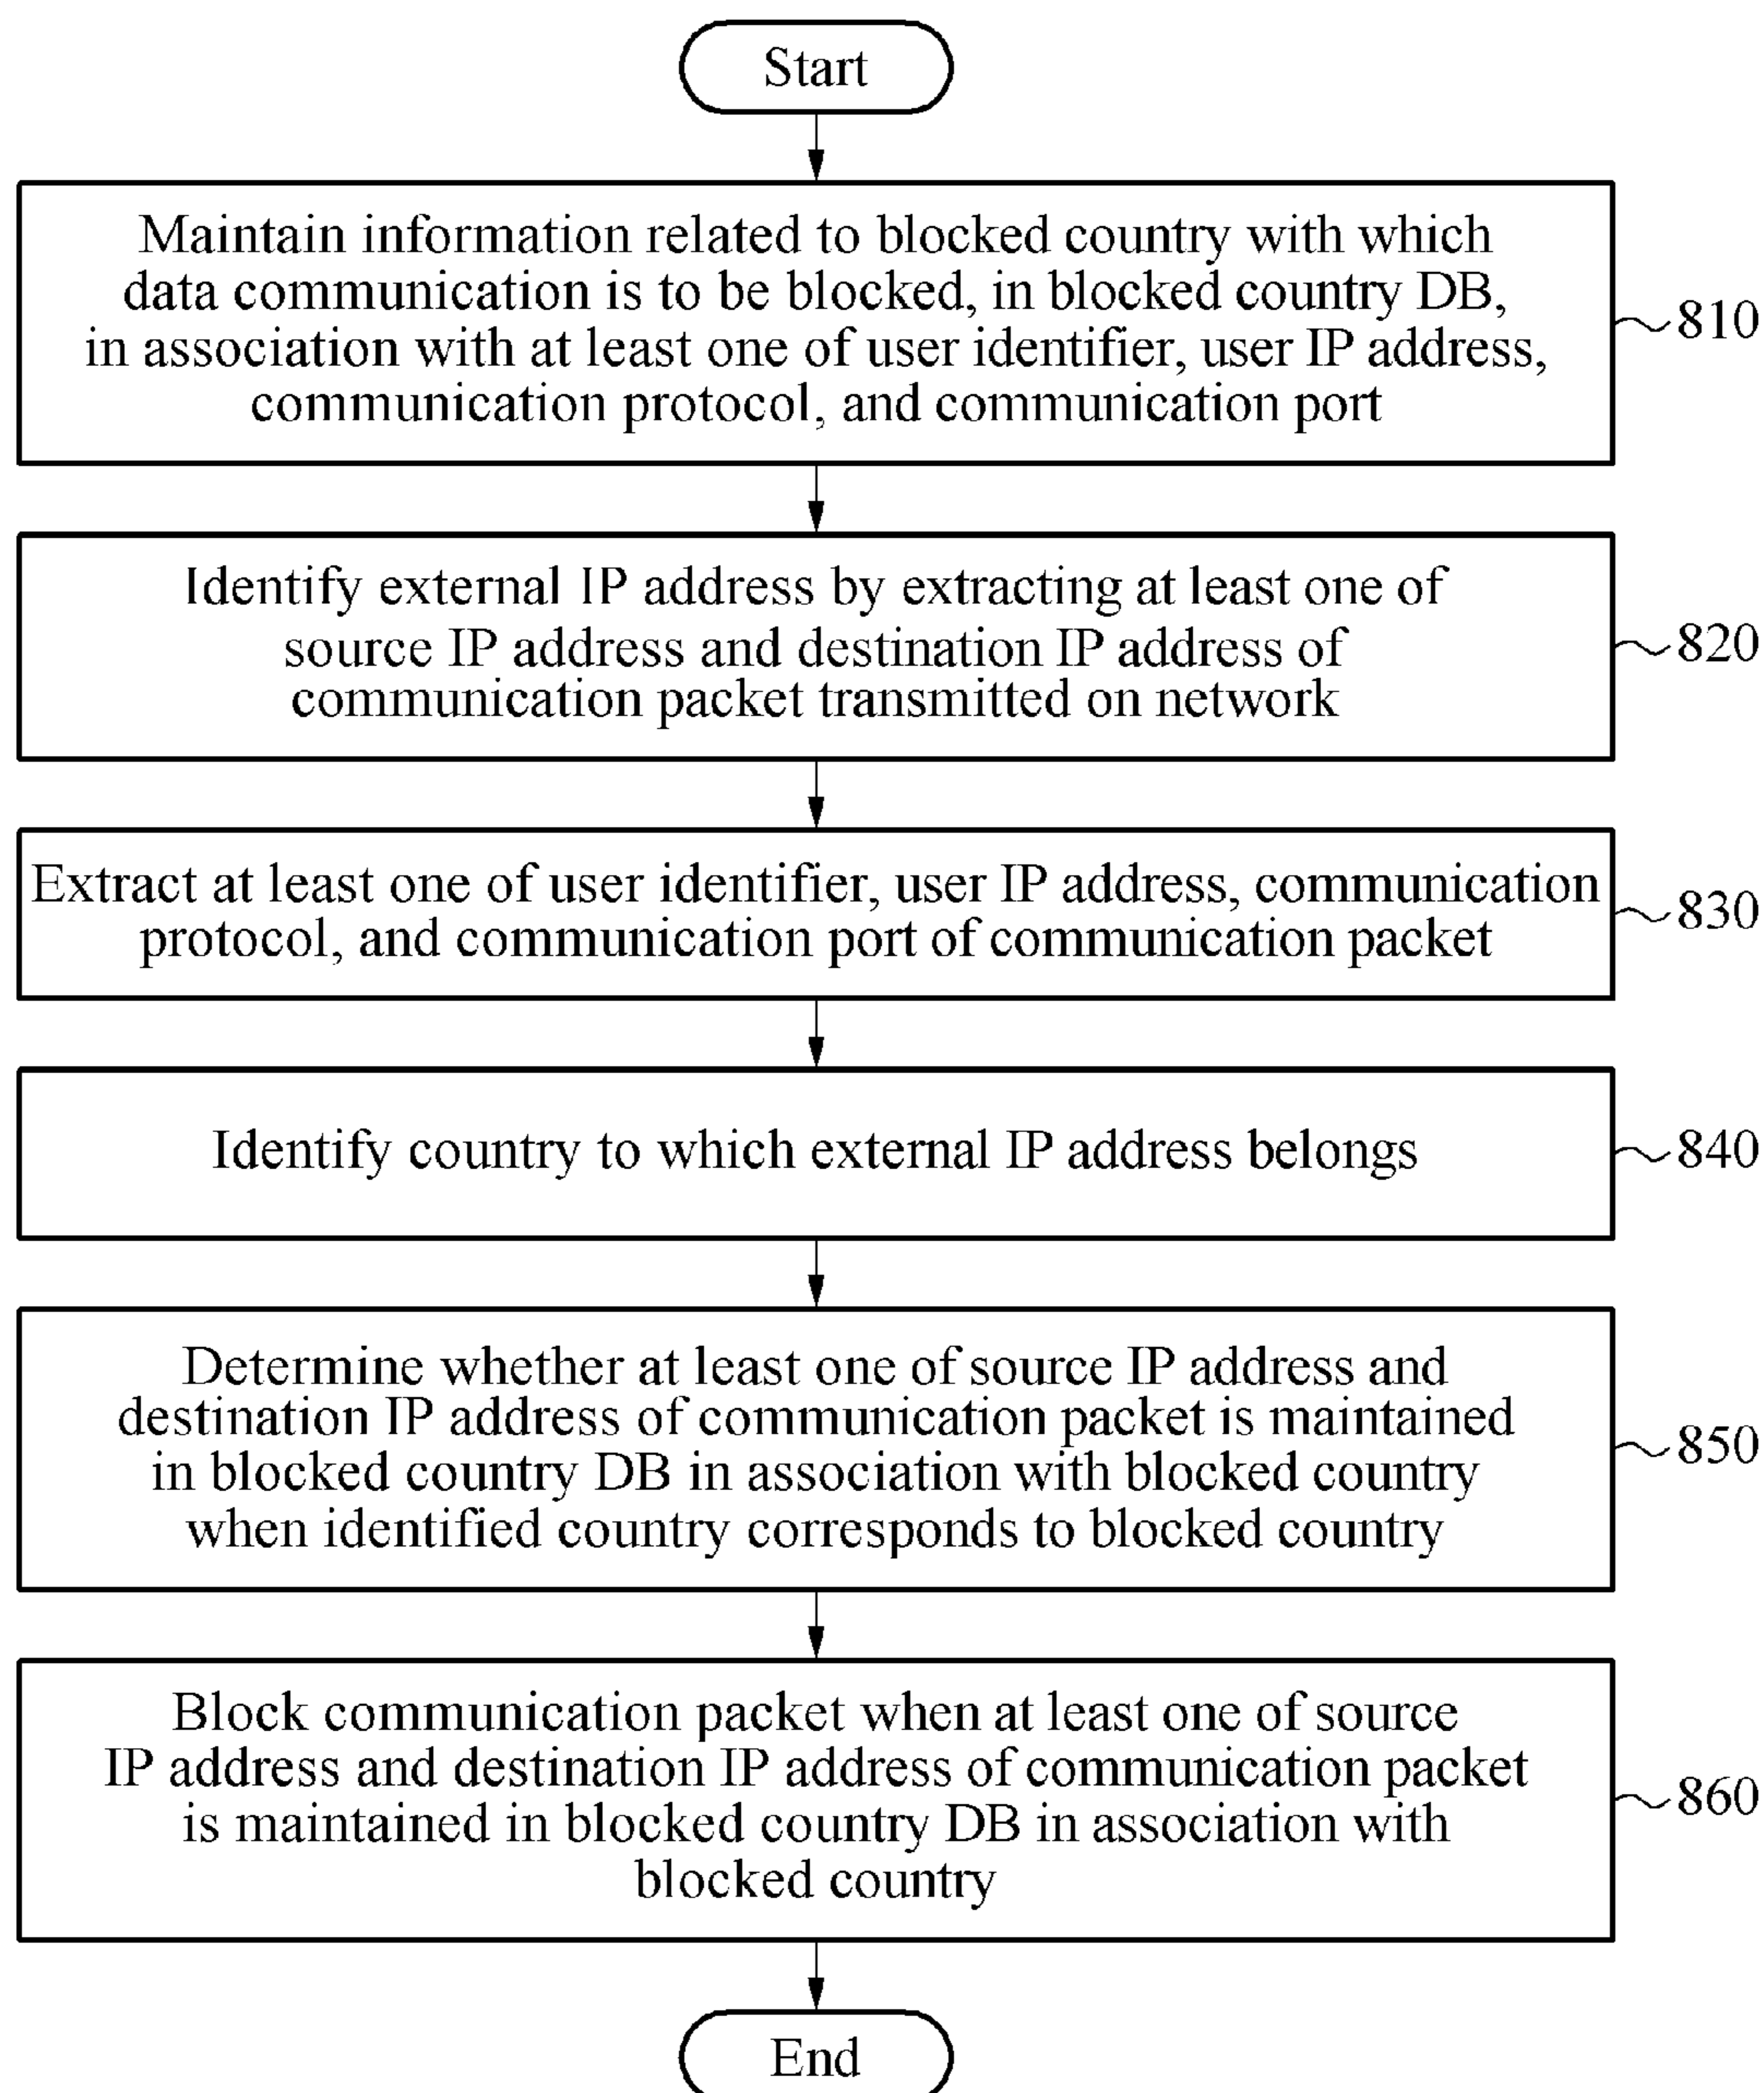 Start
Maintain information related to blocked country with which
data communication is to be blocked, in blocked country DB,
in association with at least one of user identifier, user IP address,
communication protocol, and communication port
810
Identify external IP address by extracting at least one of
source IP address and destination IP address of
communication packet transmitted on network
820
Extract at least one of user identifier, user IP address, communication
protocol, and communication port of communication packet
830
Identify country to which external IP address belongs
840
Determine whether at least one of source IP address and
destination IP address of communication packet is maintained
in blocked country DB in association with blocked country
when identified country corresponds to blocked country
850
Block communication packet when at least one of source
IP address and destination IP address of communication packet
is maintained in blocked country DB in association with
blocked country
860
End